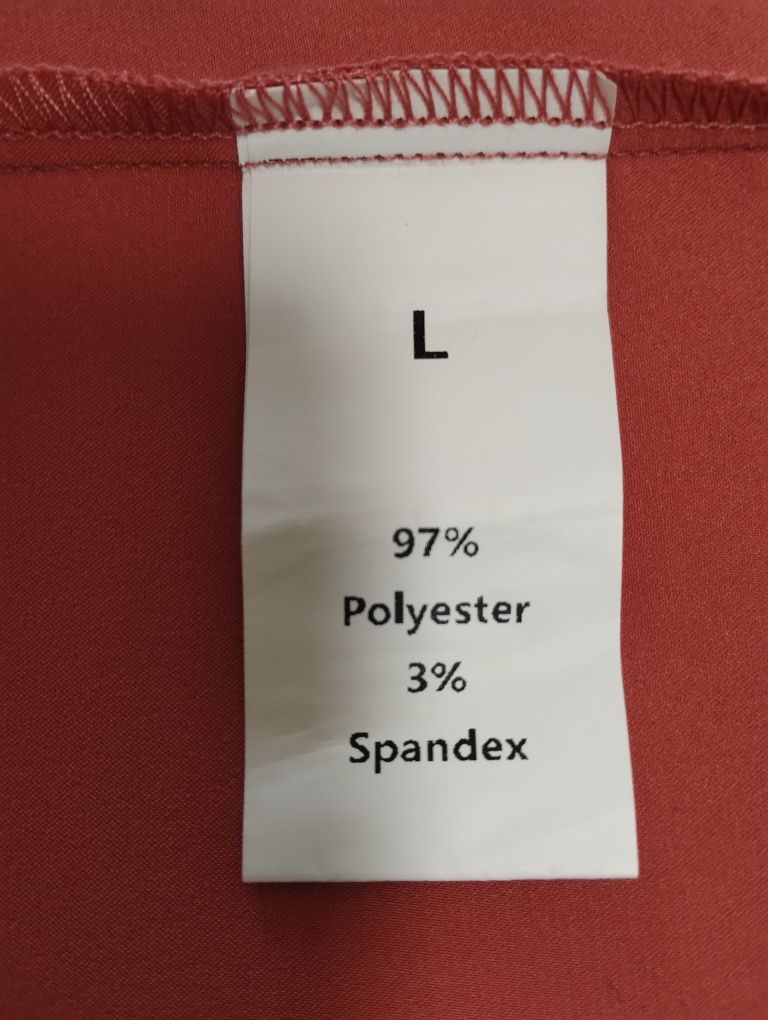 L
97%
Polyester
3%
Spandex